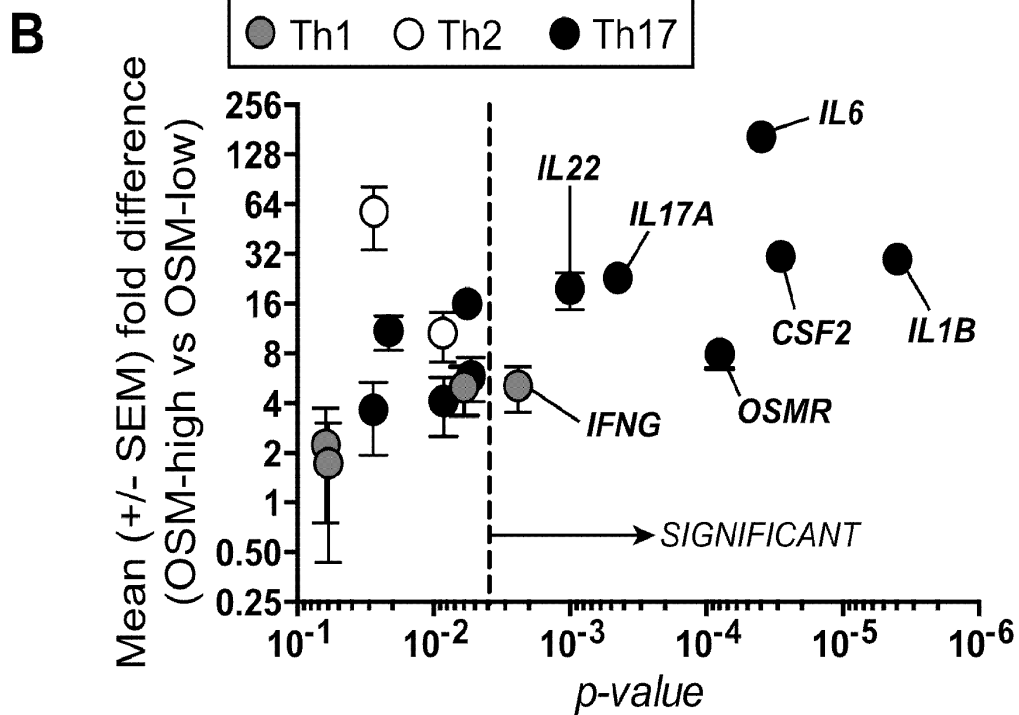 B
Th1 Th2 Th17
Mean (+/- SEM) fold difference
(OSM-high vs OSM-low)
256
128
64
32
16
8
4
2
1
0.50
0.25
IL6
IL22
IL17A
CSF2
IL1B
OSMR
IFNG
SIGNIFICANT
10-1 10-2 10-3 10-4 10-5 10-6
p-value